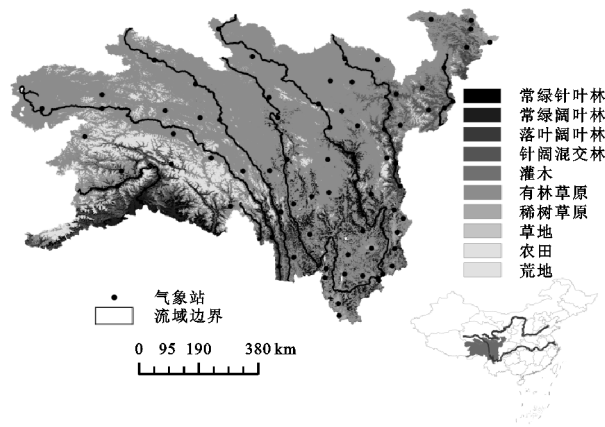 常绿针叶林
常绿阔叶林
落叶阔叶林
针阔混交林
灌木
有林草原
稀树草原
草地
农田
荒地
气象站
流域边界
0 95 190 380 km